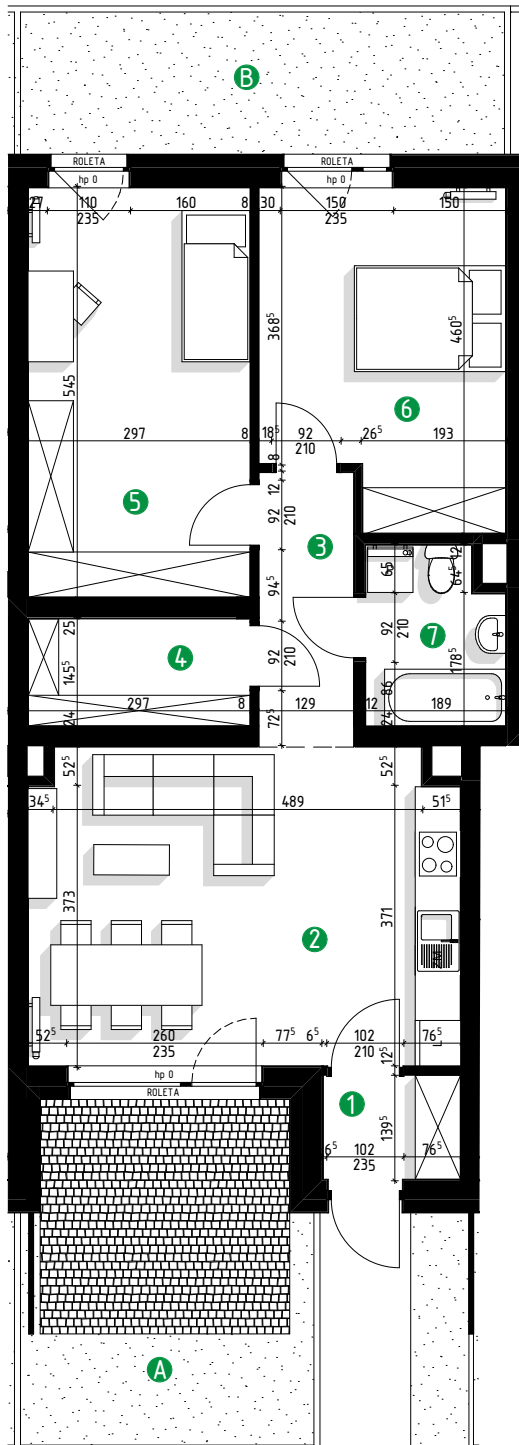 B
ROLETA ROLETA
hp 0 hp 0
27 110 160 8 30 150 150
235 235
368⁵ 460⁵
545
6
297 8 18⁵ 92 26⁵ 193
210
8
5
12
92 210
3
94⁵
65 8⁵ 12 64⁵
92 210
7
178⁵
25
145⁵
4
92 210
86
297 8 129 12 189
24 72⁵ 24
52⁵ 52⁵
34⁵ 489 51⁵
373 371
2
ZM
52⁵ 260 77⁵ 6⁵ 102 76⁵
235 210
12⁵
L
hp 0
ROLETA
1
139⁵
6⁵ 102 76⁵
235
A